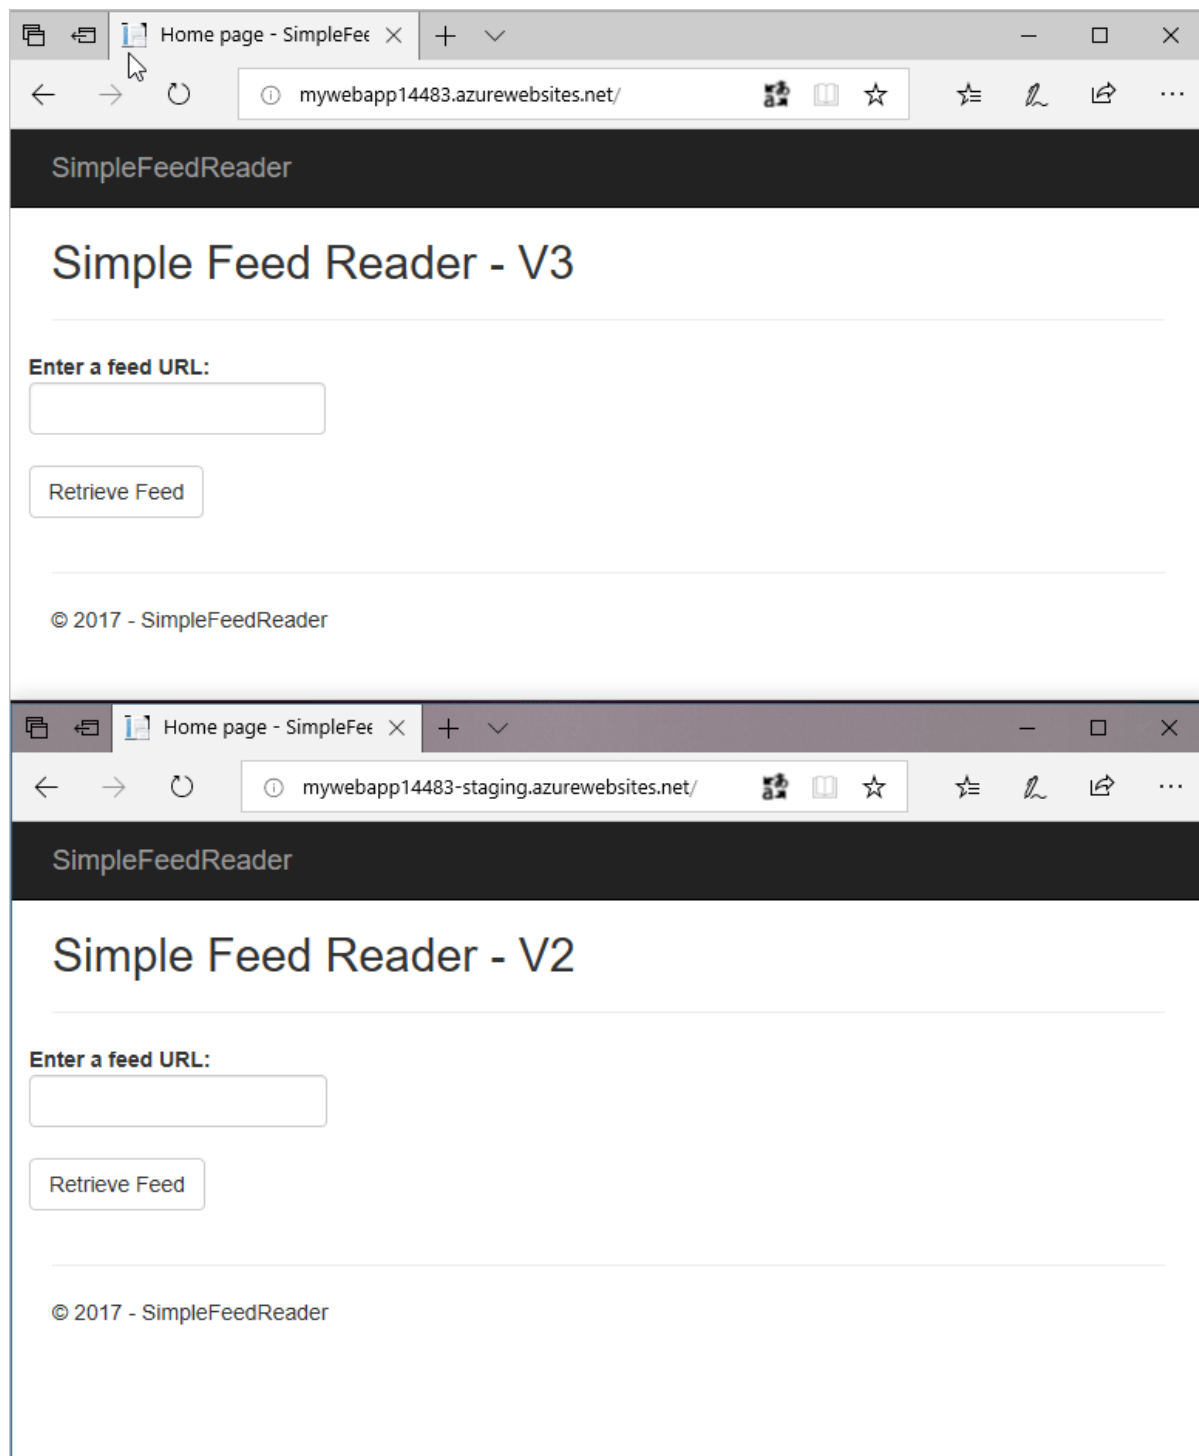 Home page - SimpleFee
mywebapp14483.azurewebsites.net/
SimpleFeedReader
Simple Feed Reader - V3
Enter a feed URL:
Retrieve Feed
© 2017 - SimpleFeedReader
Home page - SimpleFee
mywebapp14483-staging.azurewebsites.net/
SimpleFeedReader
Simple Feed Reader - V2
Enter a feed URL:
Retrieve Feed
© 2017 - SimpleFeedReader